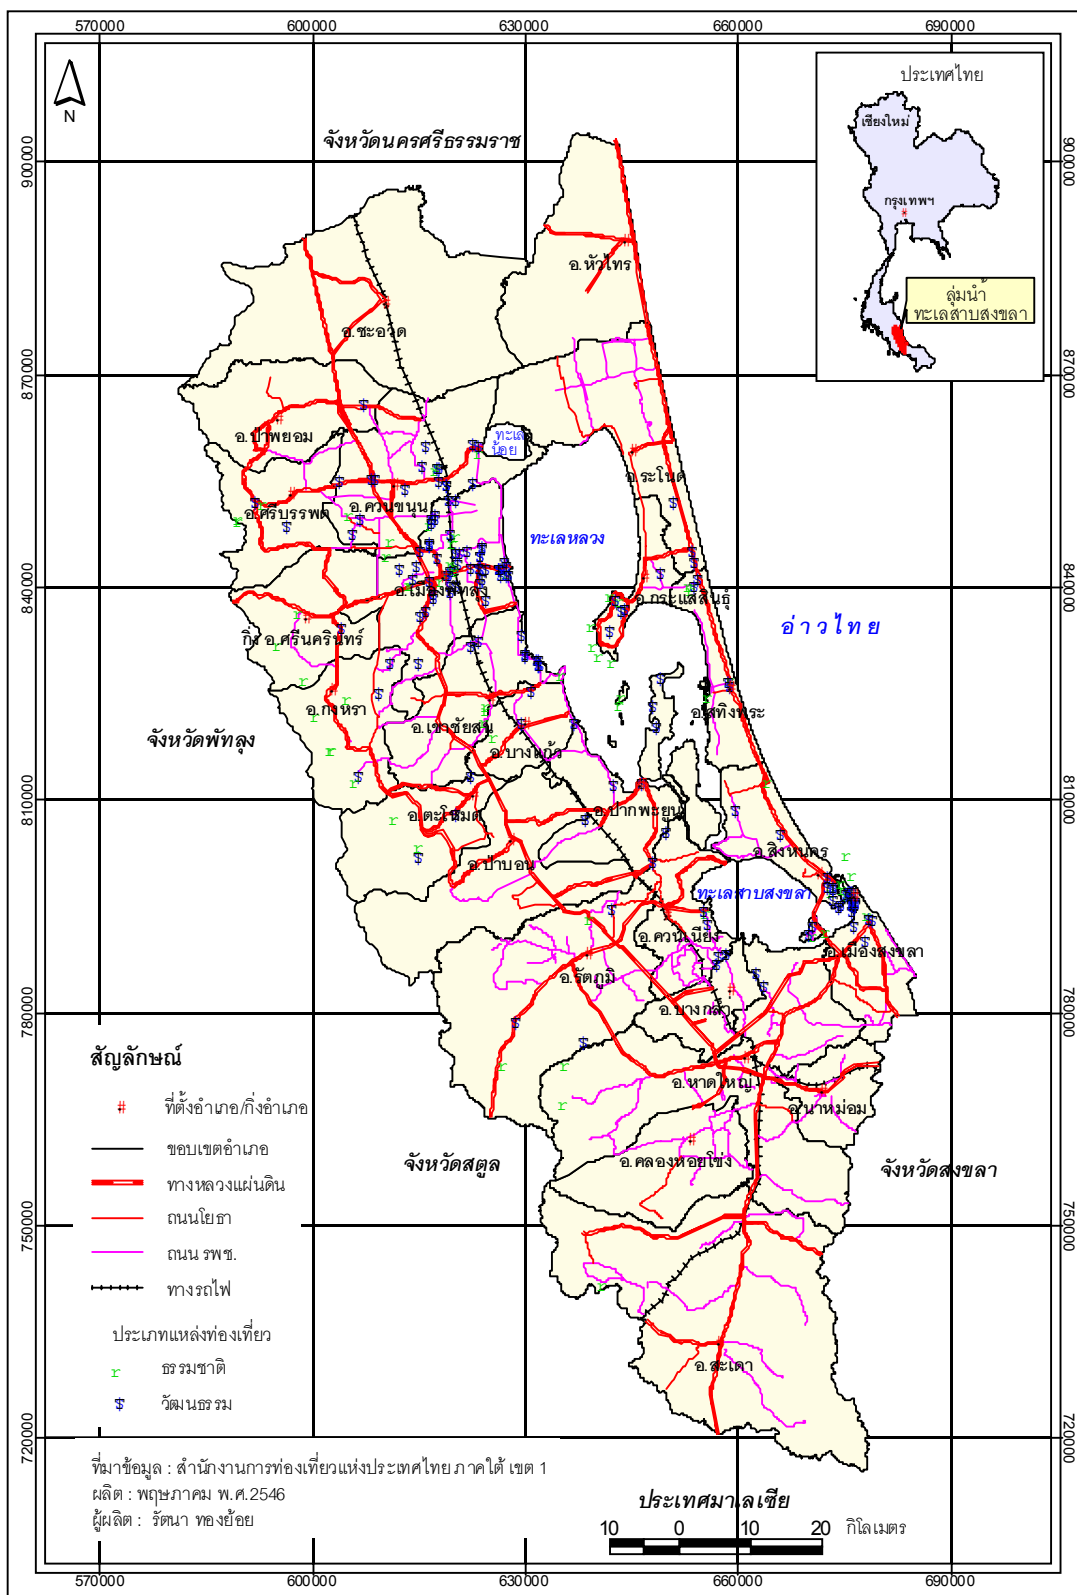 570000 600000 630000 660000 690000
ประเทศไทย
เชียงใหม่
กรุงเทพฯ
ลุ่มน้ำ
ทะเลสาบสงขลา
N
จังหวัดนครศรีธรรมราช
900000 900000
อ.หัวไทร
อ.ชะอวด
870000 870000
อ.ป่าพยอม
ทะเล
น้อย
อ.ระโนด
อ.ศรีบรรพต
อ.ควนขนุน
ทะเลหลวง
840000 840000
อ.เมืองพัทลุง
อ.กระแสสินธุ์
อ่าวไทย
กิ่ง อ.ศรีนครินทร์
อ.กงหรา
อ.สทิงพระ
อ.เขาชัยสน
จังหวัดพัทลุง
อ.บางแก้ว
810000 810000
อ.ตะโหมด
อ.ปากพะยูน
อ.ป่าบอน
อ.สิงหนคร
ทะเลสาบสงขลา
อ.ควนเนียง
อ.เมืองสงขลา
อ.รัตภูมิ
อ.บางกล่ำ
780000 780000
อ.หาดใหญ่
อ.นาหม่อม
อ.คลองหอยโข่ง
จังหวัดสตูล
จังหวัดสงขลา
750000 750000
อ.สะเดา
720000 720000
สัญลักษณ์
ที่ตั้งอำเภอ/กิ่งอำเภอ
ขอบเขตอำเภอ
ทางหลวงแผ่นดิน
ถนนโยธา
ถนน รพช.
ทางรถไฟ
ประเภทแหล่งท่องเที่ยว
ธรรมชาติ
วัฒนธรรม
ที่มาข้อมูล : สำนักงานการท่องเที่ยวแห่งประเทศไทย ภาคใต้ เขต 1
ผลิต : พฤษภาคม พ.ศ.2546
ผู้ผลิต : รัตนา ทองย้อย
ประเทศมาเลเซีย
10 0 10 20 กิโลเมตร
570000 600000 630000 660000 690000